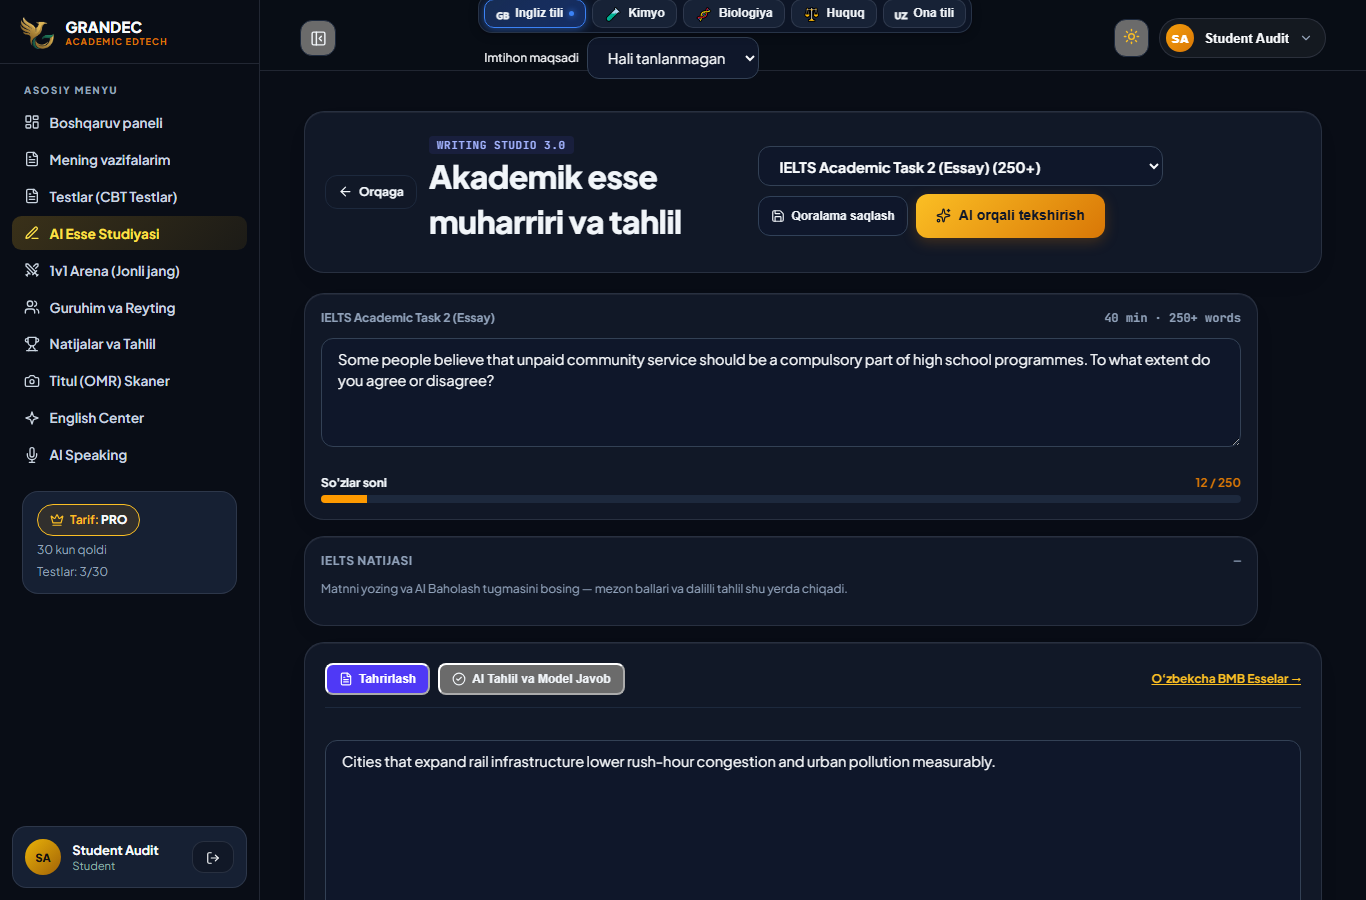 GRANDEC
ACADEMIC EDTECH
ASOSIY MENYU
Boshqaruv paneli
Mening vazifalarim
Testlar (CBT Testlar)
AI Esse Studiyasi
1v1 Arena (Jonli jang)
Guruhim va Reyting
Natijalar va Tahlil
Titul (OMR) Skaner
English Center
AI Speaking
Tarif: PRO
30 kun qoldi
Testlar: 3/30
SA
Student Audit
Student
GB Ingliz tili
Kimyo
Biologiya
Huquq
UZ Ona tili
Imtihon maqsadi
Hali tanlanmagan
SA
Student Audit
Orqaga
WRITING STUDIO 3.0
Akademik esse
muharriri va tahlil
IELTS Academic Task 2 (Essay) (250+)
Qoralama saqlash
AI orqali tekshirish
IELTS Academic Task 2 (Essay)
40 min · 250+ words
Some people believe that unpaid community service should be a compulsory part of high school programmes. To what extent do
you agree or disagree?
So'zlar soni
12 / 250
IELTS NATIJASI
—
Matnni yozing va AI Baholash tugmasini bosing — mezon ballari va dalilli tahlil shu yerda chiqadi.
Tahrirlash
AI Tahlil va Model Javob
O'zbekcha BMB Esselar →
Cities that expand rail infrastructure lower rush-hour congestion and urban pollution measurably.